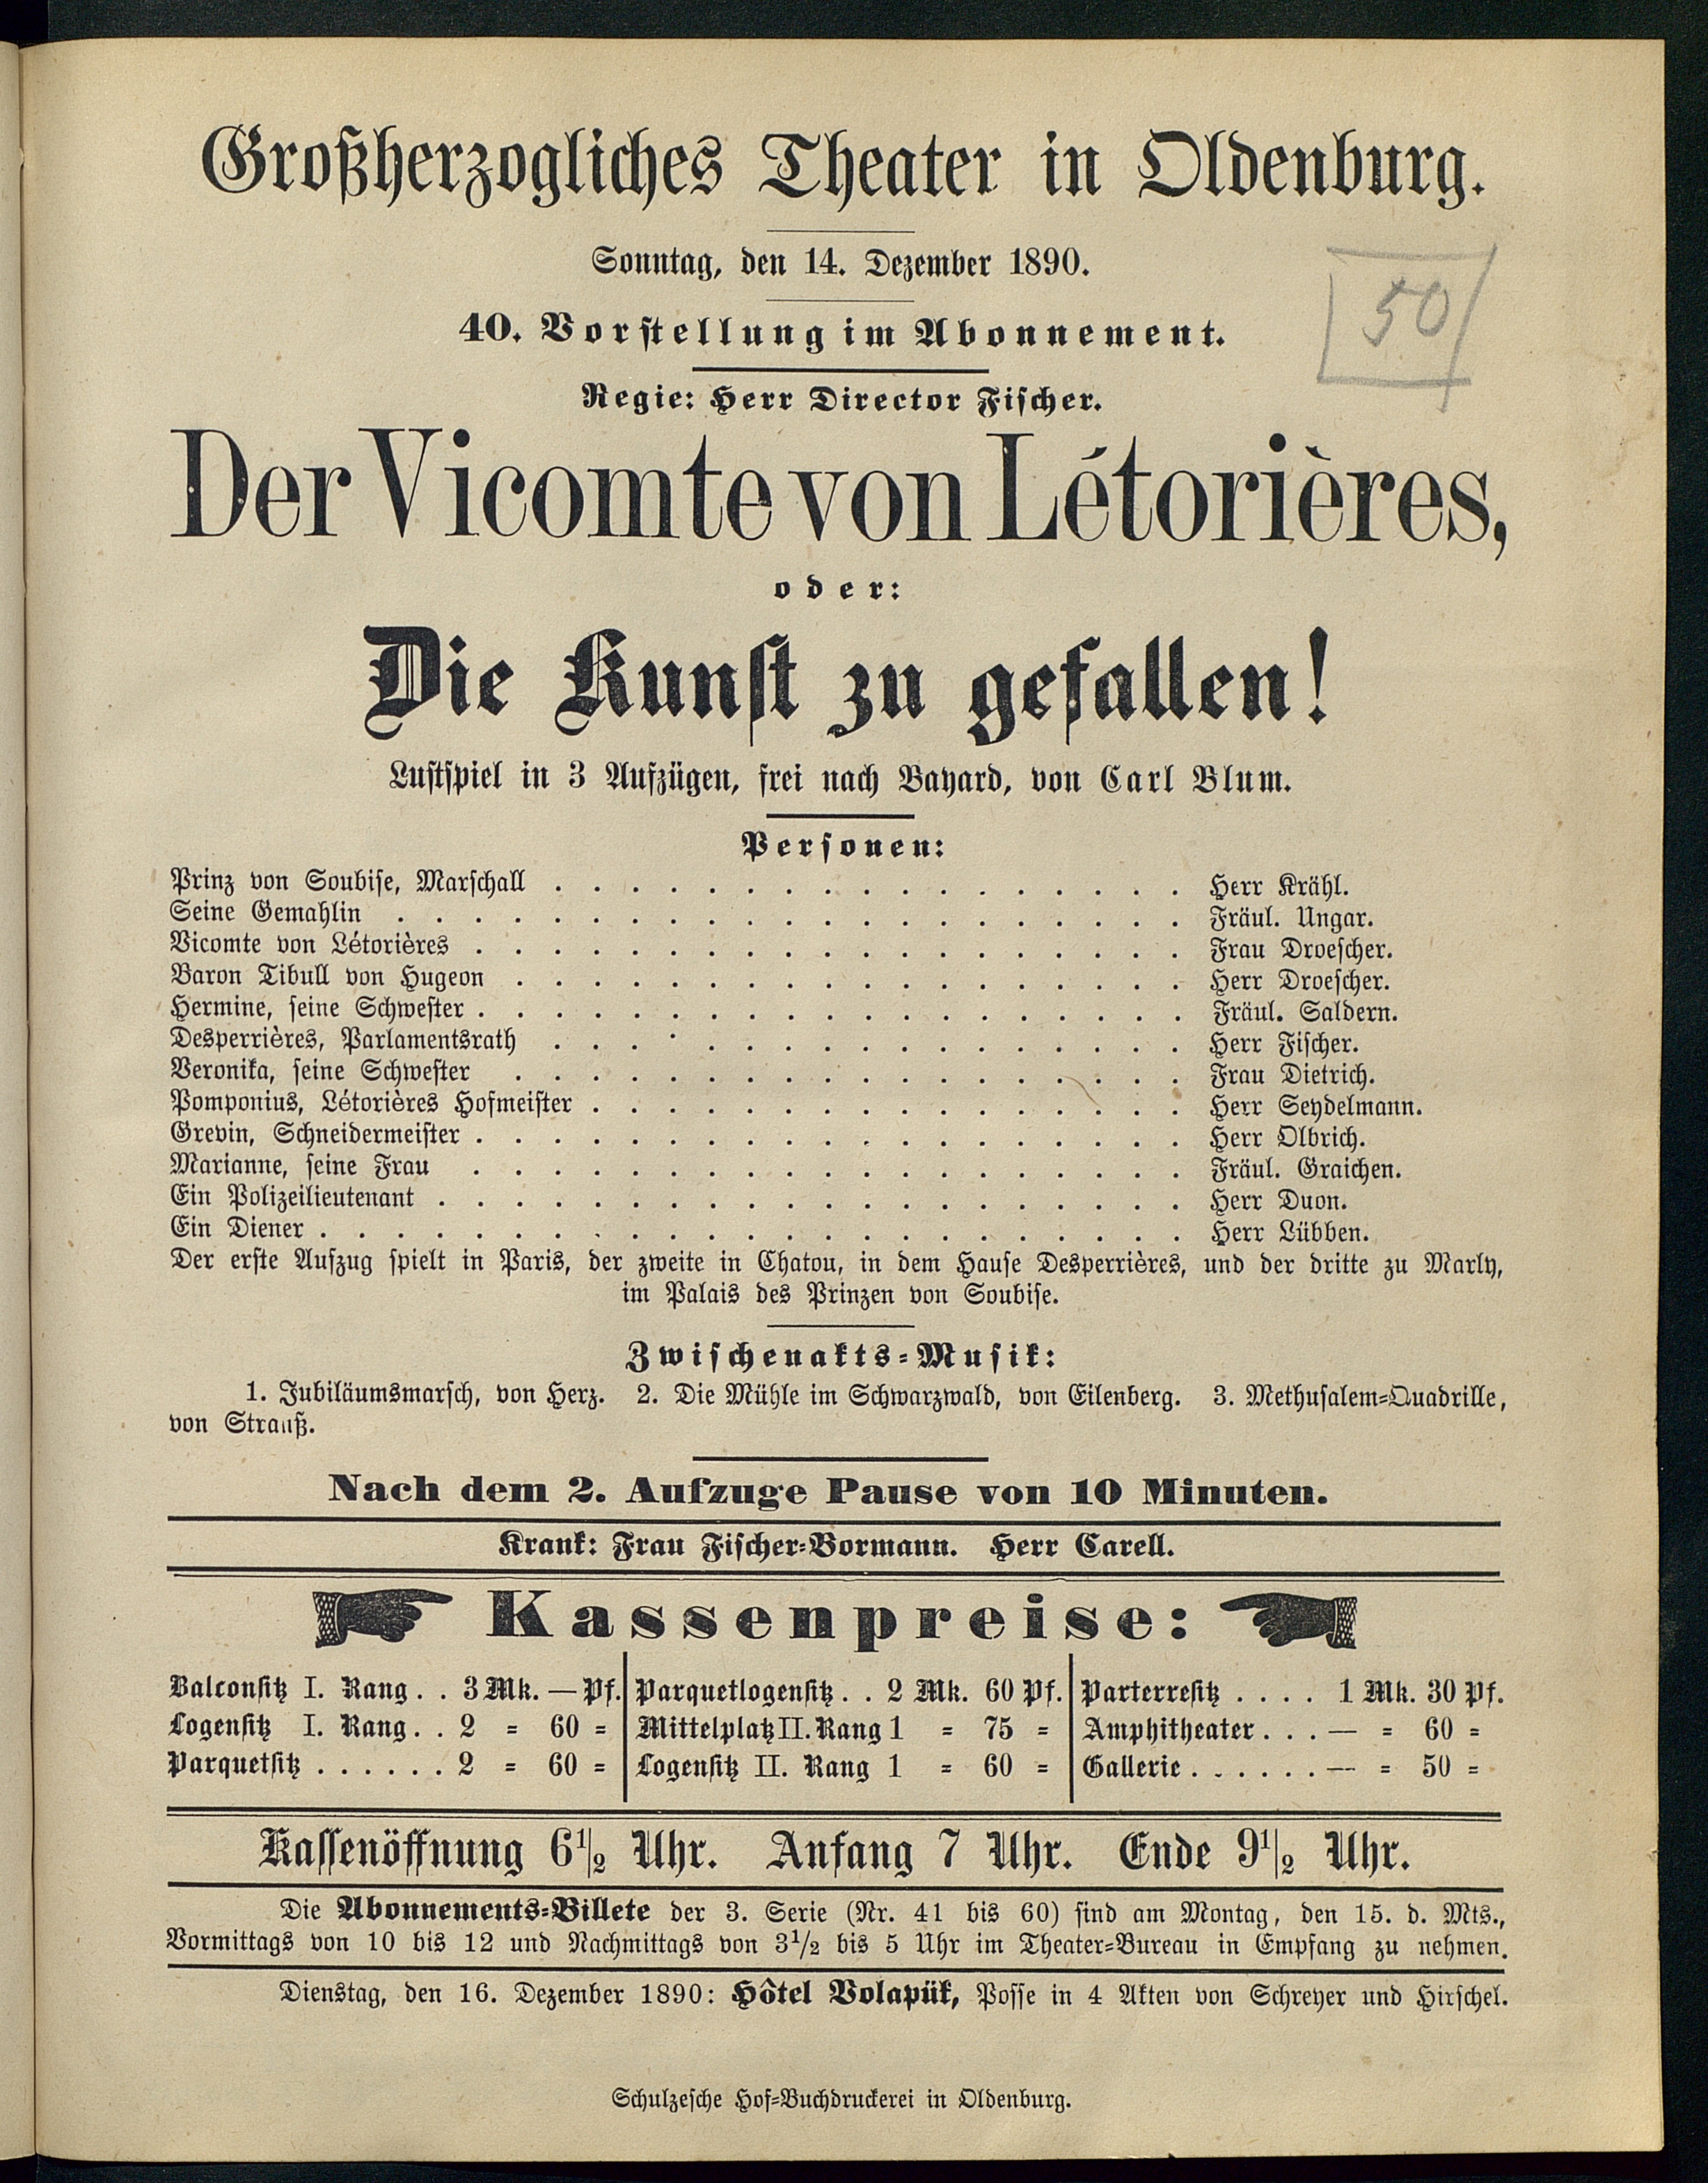 Großherzogliches Theater in Oldenburg.
Sonntag, den 14. Dezember 1890.
50
40. Vorstellung im Abonnement.
Regie: Herr Director Fischer.
Der Vicomte von Létorières,
oder:
Die Kunst zu gefallen!
Lustspiel in 3 Aufzügen, frei nach Bayard, von Carl Blum.
Personen:
Prinz von Soubise, Marschall . . . . . . . . . . . . . . . . . Herr Krähl.
Seine Gemahlin . . . . . . . . . . . . . . . . . . . . . Fräul. Ungar.
Vicomte von Létorières . . . . . . . . . . . . . . . . . . . Frau Droescher.
Baron Tibull von Hugeon . . . . . . . . . . . . . . . . . . Herr Droescher.
Hermine, seine Schwester . . . . . . . . . . . . . . . . . . . Fräul. Saldern.
Desperrières, Parlamentsrath . . . . . . . . . . . . . . . . . Herr Fischer.
Veronika, seine Schwester . . . . . . . . . . . . . . . . . . Frau Dietrich.
Pomponius, Létorières Hofmeister . . . . . . . . . . . . . . . . Herr Seydelmann.
Grevin, Schneidermeister . . . . . . . . . . . . . . . . . . . Herr Olbrich.
Marianne, seine Frau . . . . . . . . . . . . . . . . . . . Fräul. Graichen.
Ein Polizeilieutenant . . . . . . . . . . . . . . . . . . . . Herr Duon.
Ein Diener . . . . . . . . . . . . . . . . . . . . . . . Herr Lübben.
Der erste Aufzug spielt in Paris, der zweite in Chatou, in dem Hause Desperrières, und der dritte zu Marly,
im Palais des Prinzen von Soubise.
Zwischenakts-Musik:
1. Jubiläumsmarsch, von Herz. 2. Die Mühle im Schwarzwald, von Eilenberg. 3. Methusalem-Quadrille,
von Strauß.
Nach dem 2. Aufzuge Pause von 10 Minuten.
Krank: Frau Fischer-Bormann. Herr Carell.
Kassenpreise:
Balconsitz I. Rang . . 3 Mk. — Pf. Parquetlogensitz . . 2 Mk. 60 Pf. Parterresitz . . . . 1 Mk. 30 Pf.
Logensitz I. Rang . . 2 = 60 = Mittelplatz II. Rang 1 = 75 = Amphitheater . . . — = 60 =
Parquetsitz . . . . . . 2 = 60 = Logensitz II. Rang 1 = 60 = Gallerie . . . . . . — = 50 =
Kassenöffnung 6 1/2 Uhr. Anfang 7 Uhr. Ende 9 1/2 Uhr.
Die Abonnements-Billete der 3. Serie (Nr. 41 bis 60) sind am Montag, den 15. d. Mts.,
Vormittags von 10 bis 12 und Nachmittags von 3 1/2 bis 5 Uhr im Theater-Bureau in Empfang zu nehmen.
Dienstag, den 16. Dezember 1890: Hôtel Volapük, Posse in 4 Akten von Schreyer und Hirschel.
Schulzesche Hof-Buchdruckerei in Oldenburg.